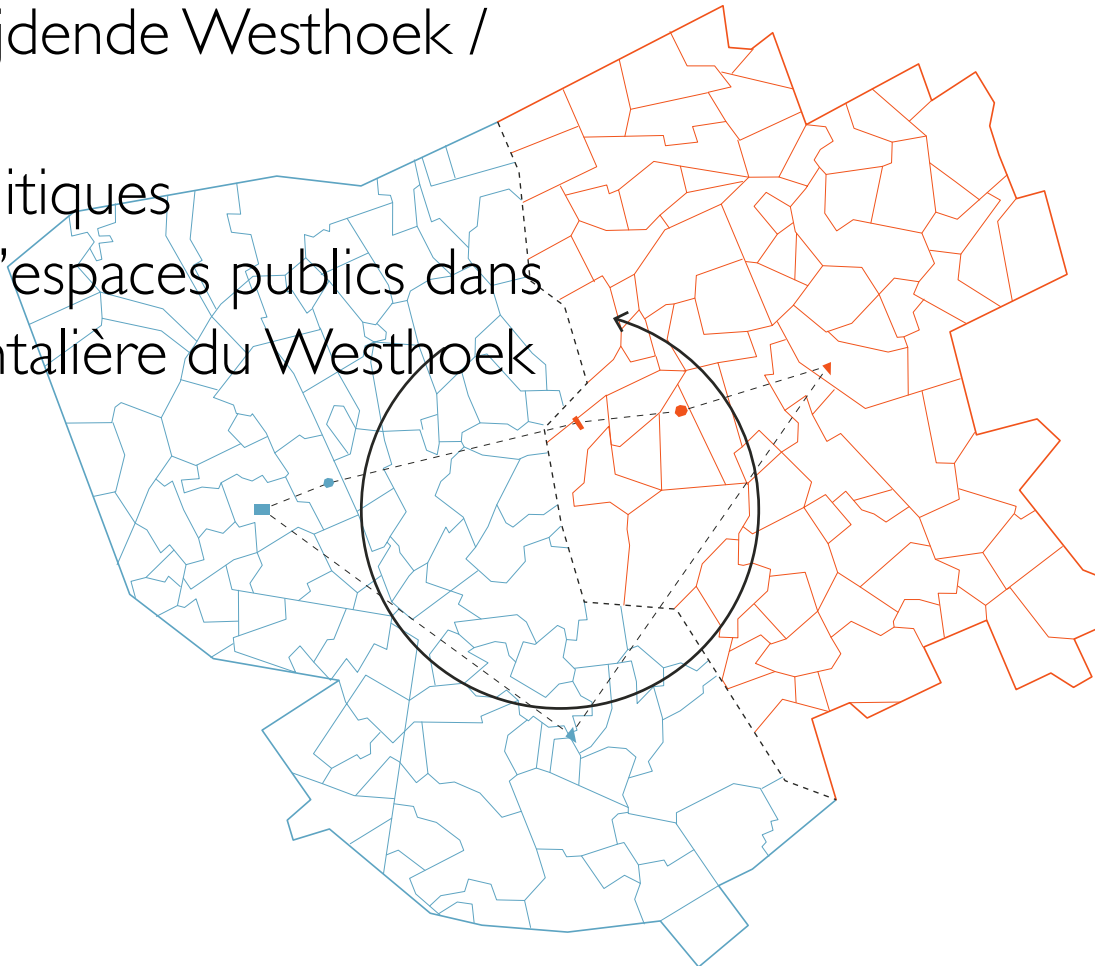 jdende Westhoek /
itiques
'espaces publics dans
ntalière du Westhoek